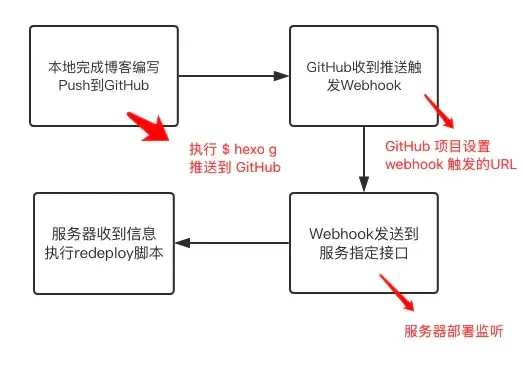 本地完成博客编写
Push到GitHub
GitHub收到推送触
发Webhook
执行 $ hexo g
推送到 GitHub
GitHub 项目设置
webhook 触发的URL
服务器收到信息
执行redeploy脚本
Webhook发送到
服务指定接口
服务器部署监听